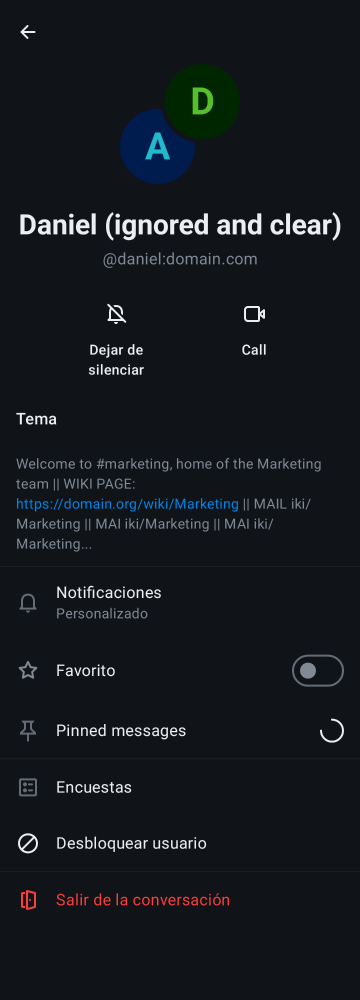 D
A
Daniel (ignored and clear)
@daniel:domain.com
Dejar de
silenciar
Call
Tema
Welcome to #marketing, home of the Marketing
team || WIKI PAGE:
https://domain.org/wiki/Marketing || MAIL iki/
Marketing || MAI iki/Marketing || MAI iki/
Marketing...
Notificaciones
Personalizado
Favorito
Pinned messages
Encuestas
Desbloquear usuario
Salir de la conversación